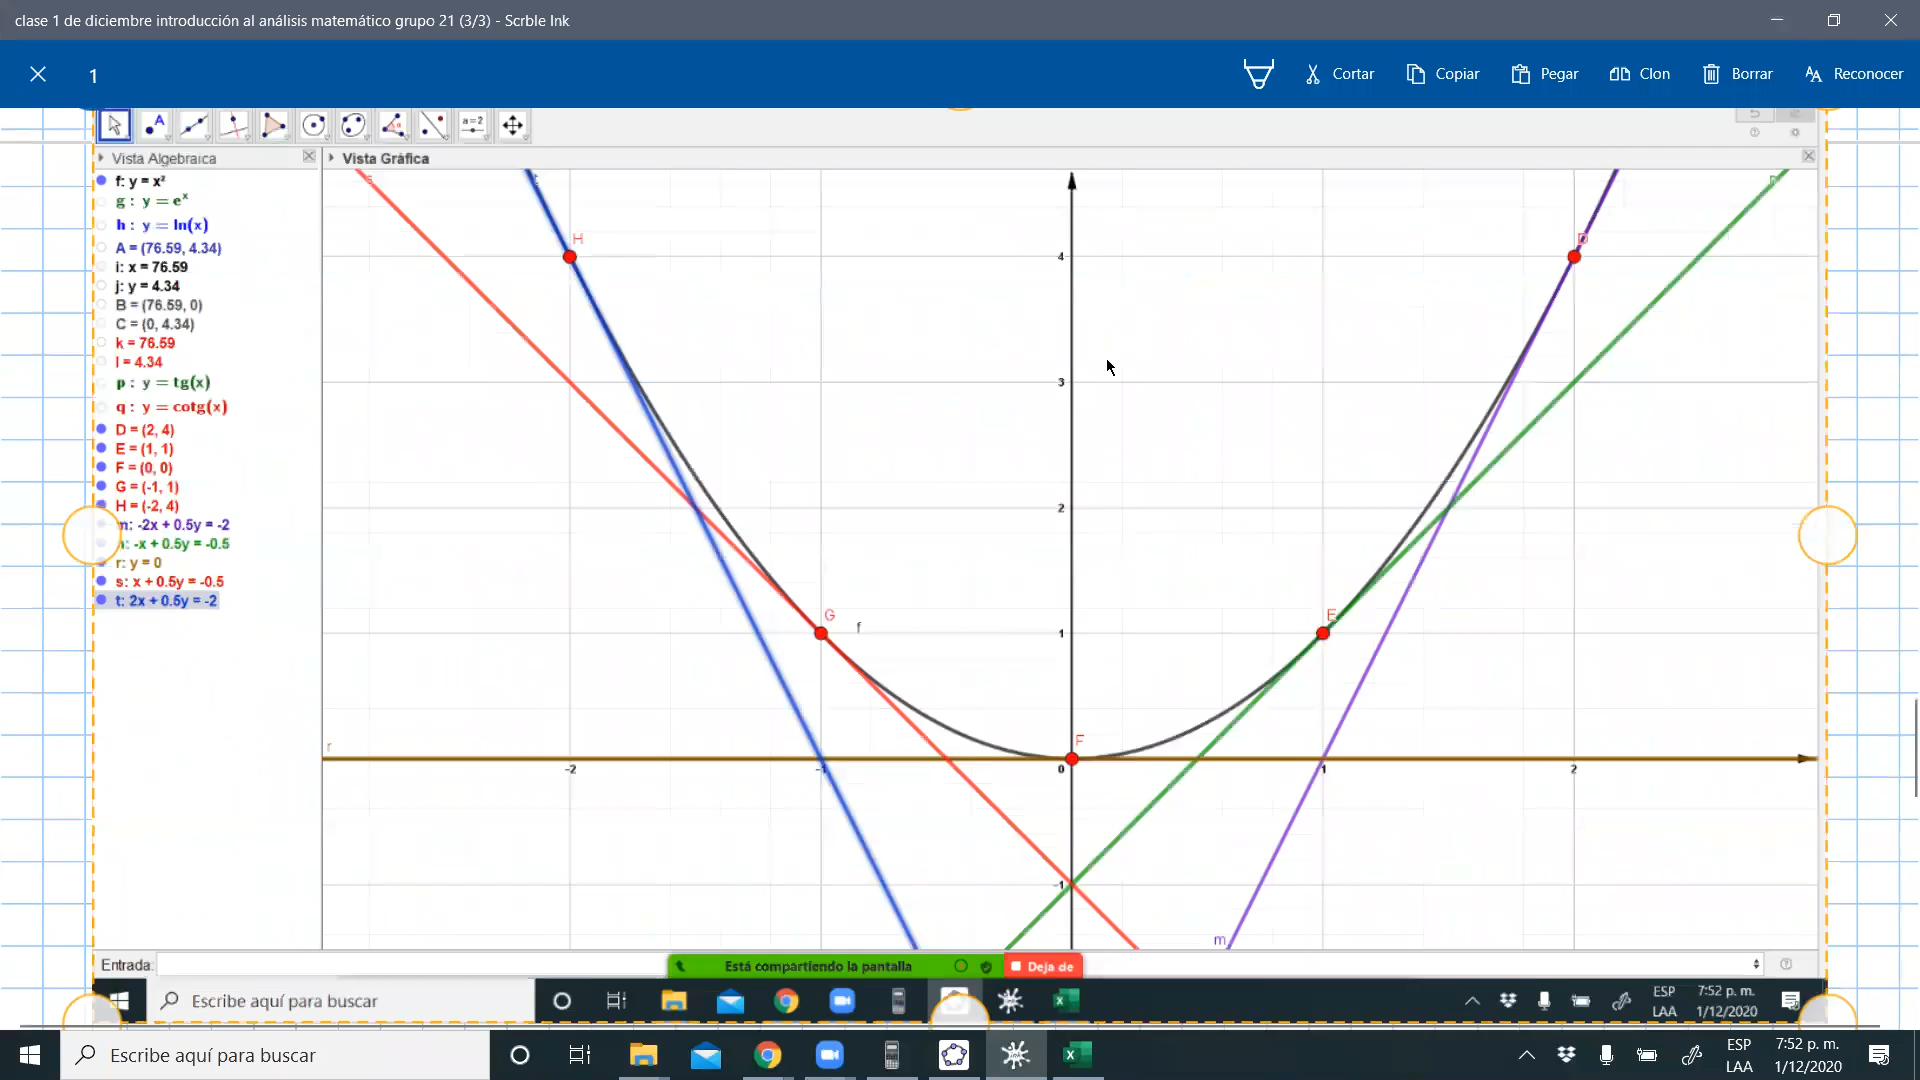 clase 1 de diciembre introducción al análisis matemático grupo 21 (3/3) - Scrble Ink
1 Cortar Copiar Pegar Clon Borrar Reconocer
a=2
Vista Algebraica
f: y = x²
g : y = eˣ
h : y = ln(x)
A = (76.59, 4.34)
i: x = 76.59
j: y = 4.34
B = (76.59, 0)
C = (0, 4.34)
k = 76.59
l = 4.34
p : y = tg(x)
q : y = cotg(x)
D = (2, 4)
E = (1, 1)
F = (0, 0)
G = (-1, 1)
H = (-2, 4)
m: -2x + 0.5y = -2
: -x + 0.5y = -0.5
r: y = 0
s: x + 0.5y = -0.5
t: 2x + 0.5y = -2
Vista Gráfica
s t n
H D
4
3
2
G f 1 E
r F
-2 -1 0 1 2
-1
m
Entrada:
Está compartiendo la pantalla Deja de
Escribe aquí para buscar
ESP
LAA
7:52 p. m.
1/12/2020
Escribe aquí para buscar
ESP
LAA
7:52 p. m.
1/12/2020